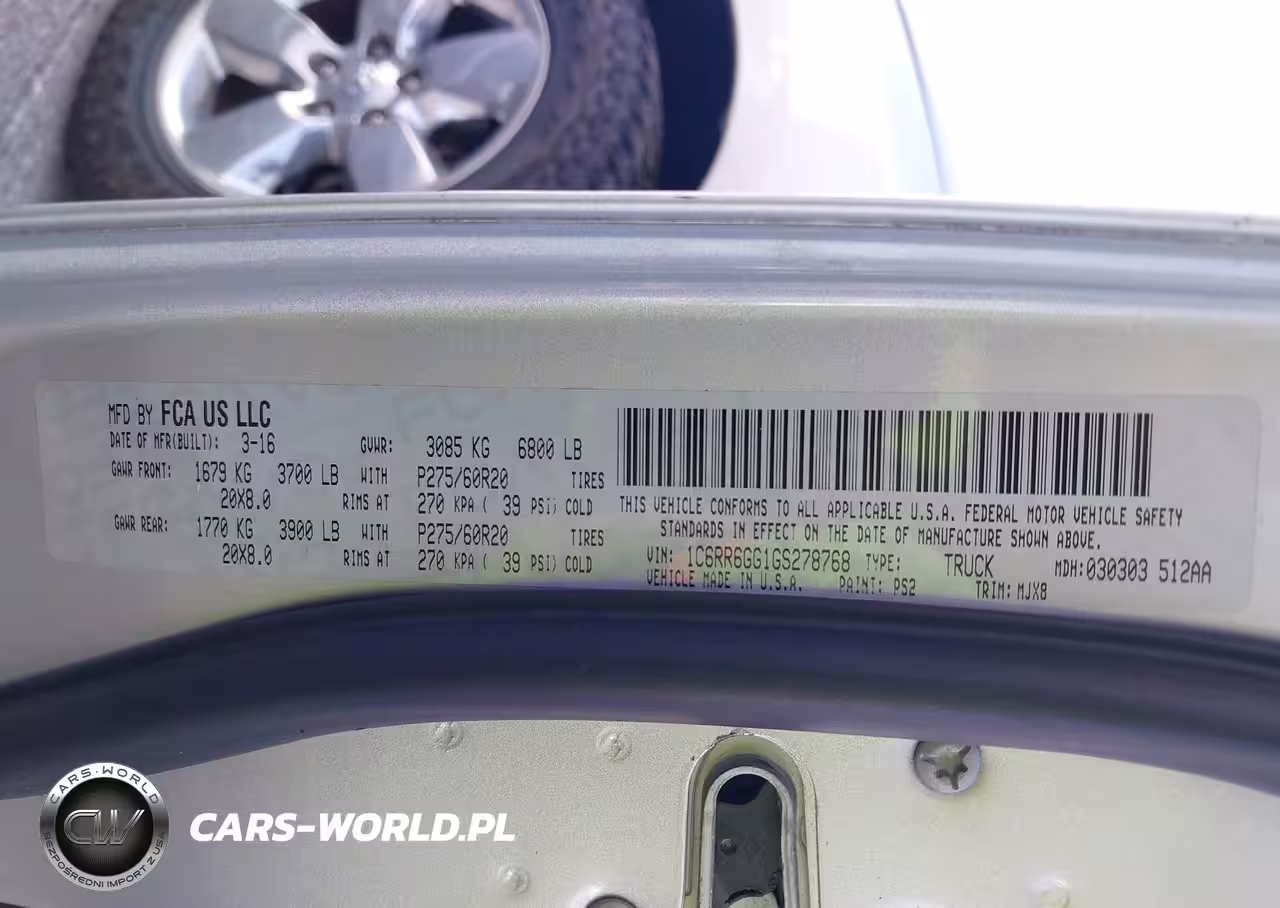 MFD BY FCA US LLC
DATE OF MFR(BUILT): 3-16 GVWR: 3085 KG 6800 LB
GAWR FRONT: 1679 KG 3700 LB WITH P275/60R20 TIRES
20X8.0 RIMS AT 270 KPA ( 39 PSI) COLD
GAWR REAR: 1770 KG 3900 LB WITH P275/60R20 TIRES
20X8.0 RIMS AT 270 KPA ( 39 PSI) COLD
THIS VEHICLE CONFORMS TO ALL APPLICABLE U.S.A. FEDERAL MOTOR VEHICLE SAFETY
STANDARDS IN EFFECT ON THE DATE OF MANUFACTURE SHOWN ABOVE.
VIN: 1C6RR6GG1GS278768 TYPE: TRUCK MDH:030303 512AA
VEHICLE MADE IN U.S.A. PAINT: PS2 TRIM: MJX8
CARS-WORLD
CW
BEZPOŚREDNI IMPORT Z USA
CARS-WORLD.PL